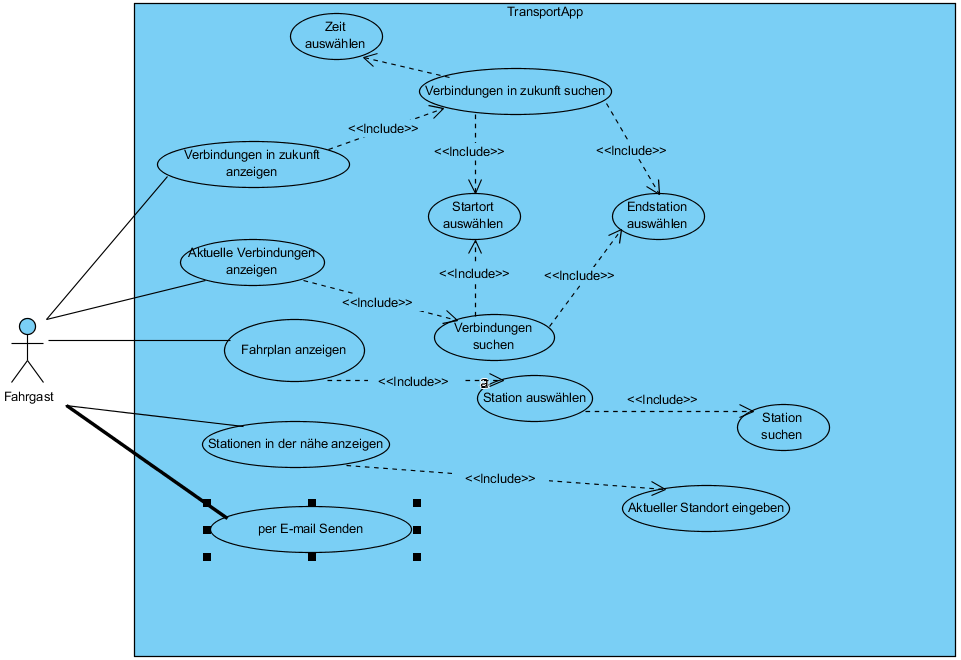 TransportApp
Zeit
auswählen
Verbindungen in zukunft suchen
<<Include>>
<<Include>>
<<Include>>
Verbindungen in zukunft
anzeigen
Startort
auswählen
Endstation
auswählen
Aktuelle Verbindungen
anzeigen
<<Include>>
<<Include>>
<<Include>>
Verbindungen
suchen
Fahrplan anzeigen
<<Include>>
a
Station auswählen
<<Include>>
Fahrgast
Station
suchen
Stationen in der nähe anzeigen
<<Include>>
Aktueller Standort eingeben
per E-mail Senden